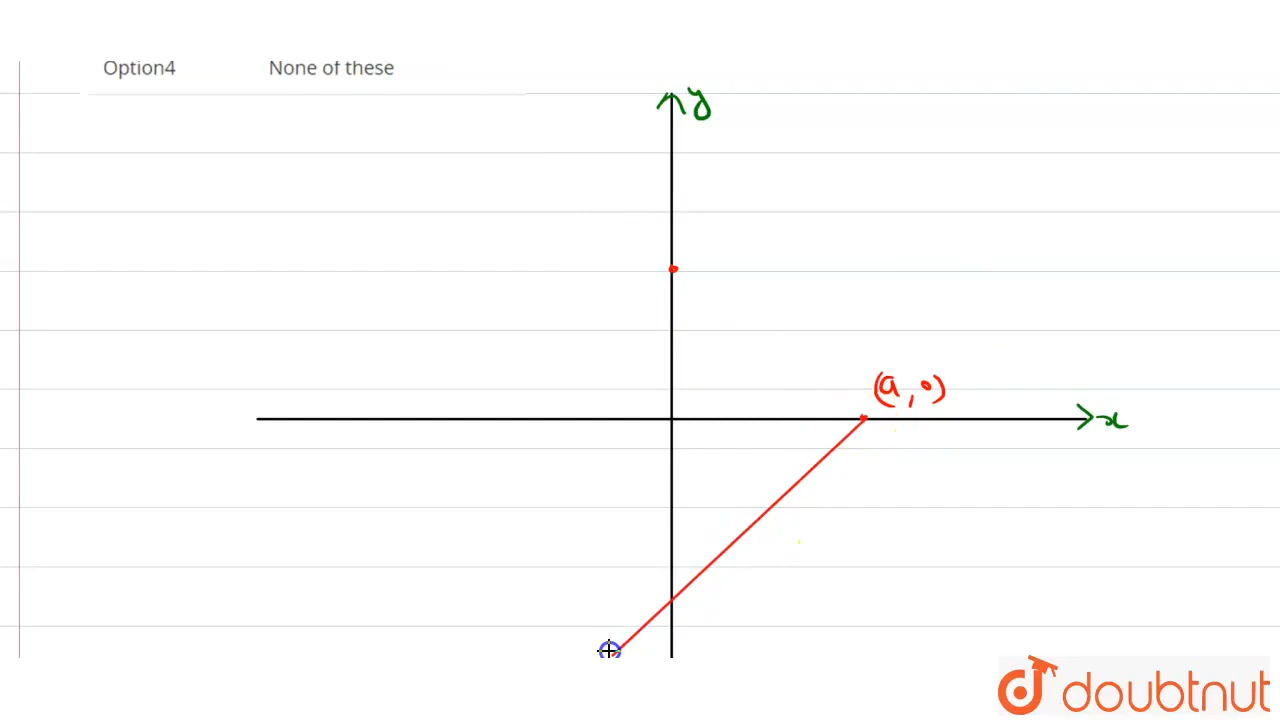 Option4 None of these
y
(a, 0)
x
doubtnut